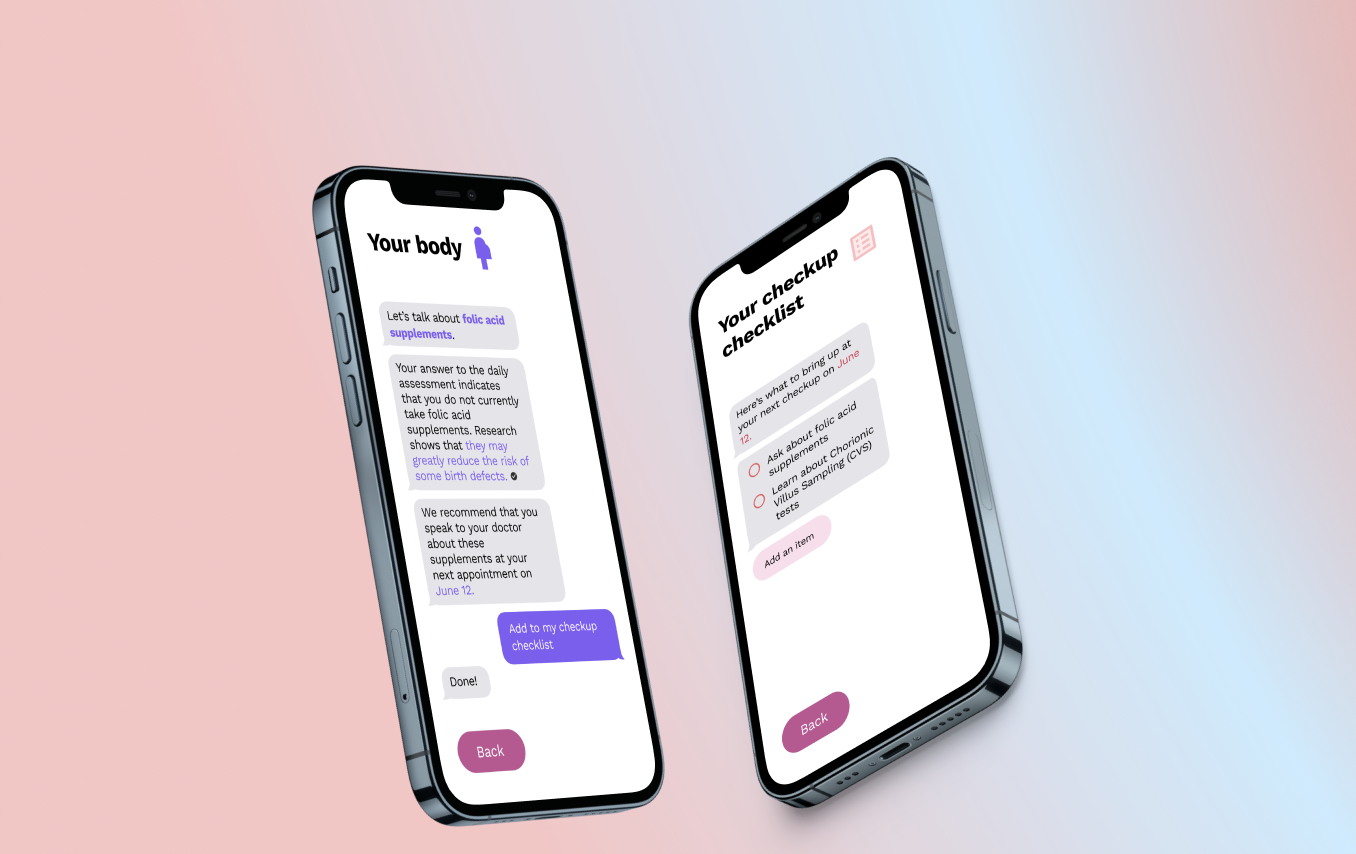 Your body
Let's talk about folic acid
supplements.
Your answer to the daily
assessment indicates
that you do not currently
take folic acid
supplements. Research
shows that they may
greatly reduce the risk of
some birth defects.
We recommend that you
speak to your doctor
about these
supplements at your
next appointment on
June 12.
Add to my checkup
checklist
Done!
Back
Your checkup
checklist
Here's what to bring up at
your next checkup on June
12.
Ask about folic acid
supplements
Learn about Chorionic
Villus Sampling (CVS)
tests
Add an item
Back